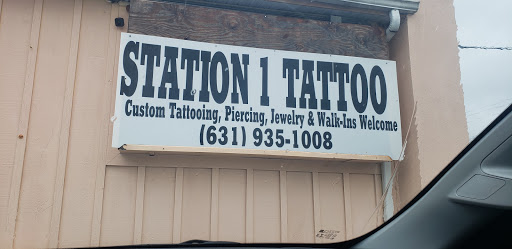 STATION 1 TATTOO
Custom Tattooing, Piercing, Jewelry & Walk-Ins Welcome
(631) 935-1008